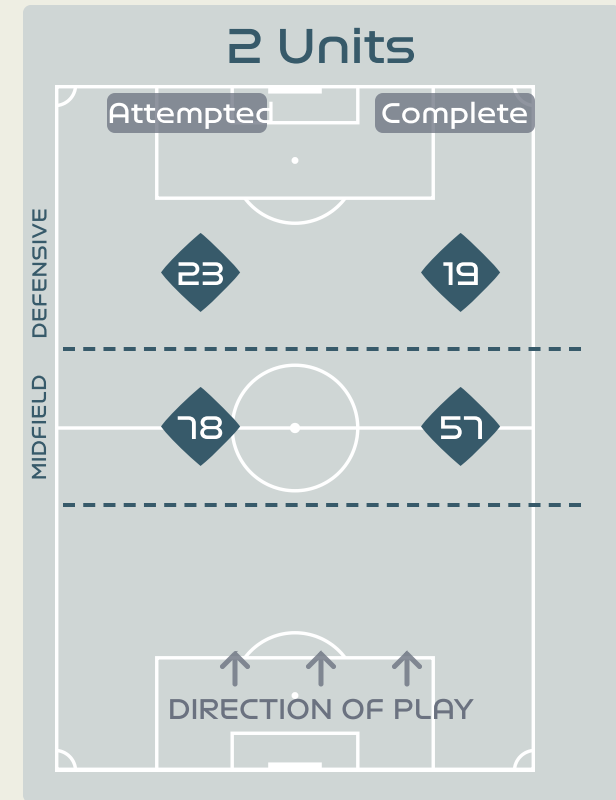 2 Units
Attempted
Complete
DEFENSIVE
23
19
MIDFIELD
78
57
DIRECTION OF PLAY